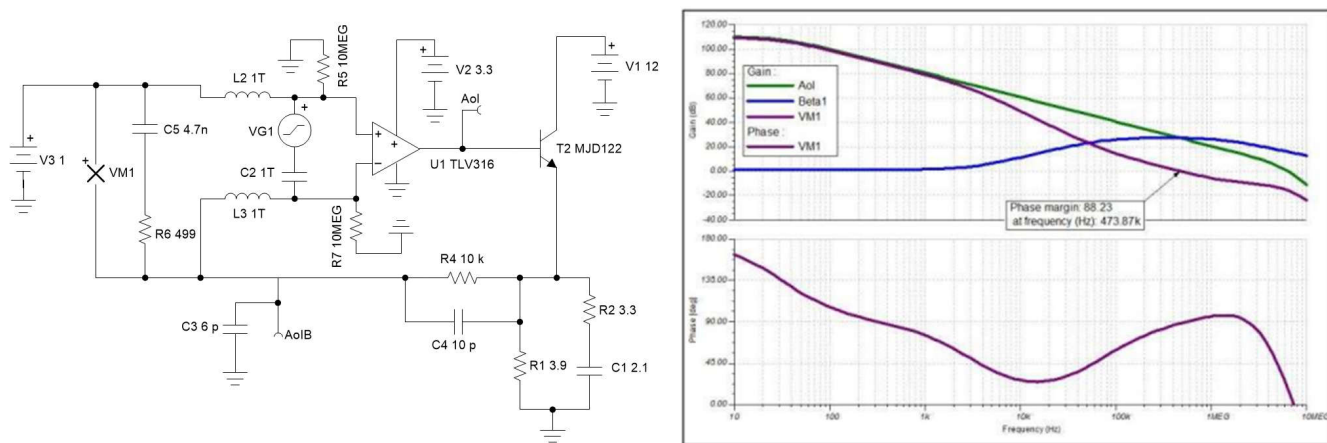 V3 1
VM1
C5 4.7n
R6 499
L2 1T
VG1
C2 1T
L3 1T
R5 10MEG
R7 10MEG
V2 3.3
Aol
U1 TLV316
T2 MJD122
V1 12
C3 6 p
AolB
R4 10 k
C4 10 p
R1 3.9
R2 3.3
C1 2.1
120.00
100.00
80.00
60.00
40.00
20.00
0.00
-20.00
-40.00
Gain (dB)
Gain :
Aol
Beta1
VM1
Phase :
VM1
Phase margin: 88.23
at frequency (Hz): 473.87k
180.00
135.00
90.00
45.00
0.00
Phase [deg]
10
100
1k
10k
100k
1MEG
10MEG
Frequency (Hz)